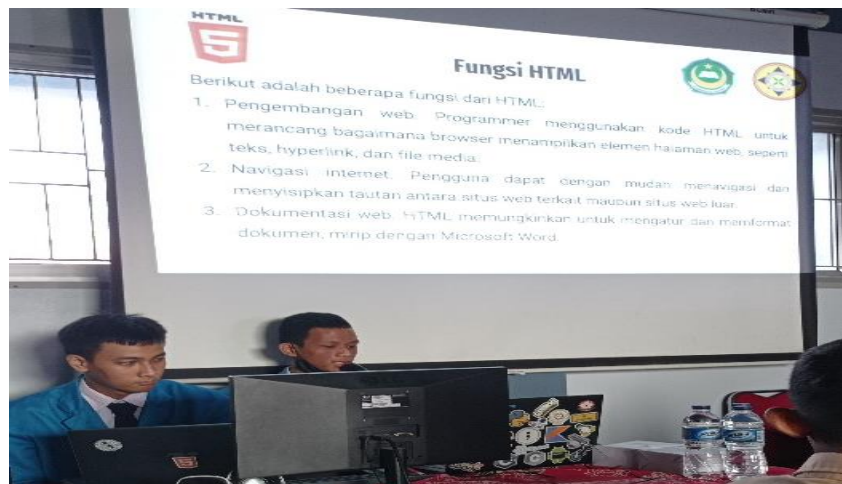 HTML
5
Fungsi HTML
Berikut adalah beberapa fungsi dari HTML:
1. Pengembangan web. Programmer menggunakan kode HTML untuk
merancang bagaimana browser menampilkan elemen halaman web, seperti
teks, hyperlink, dan file media.
2. Navigasi internet. Pengguna dapat dengan mudah menavigasi dan
menyisipkan tautan antara situs web terkait maupun situs web luar.
3. Dokumentasi web. HTML memungkinkan untuk mengatur dan memformat
dokumen, mirip dengan Microsoft Word.